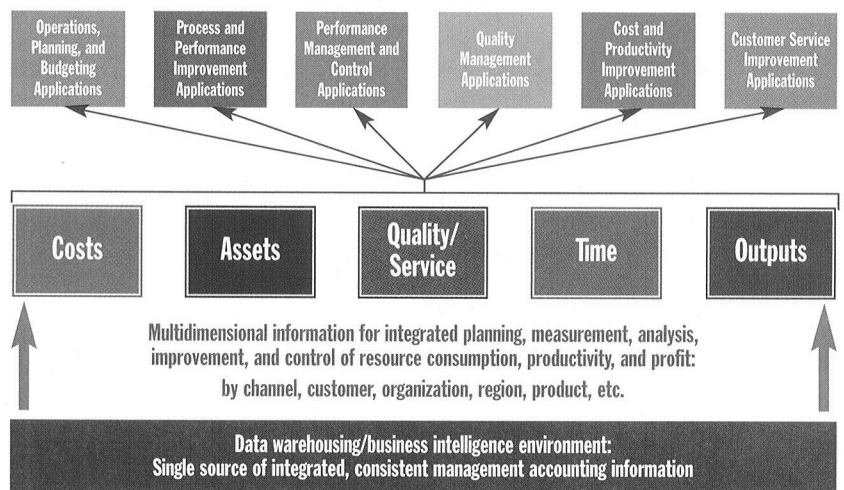 Operations,
Planning, and
Budgeting
Applications
Process and
Performance
Improvement
Applications
Performance
Management and
Control
Applications
Quality
Management
Applications
Cost and
Productivity
Improvement
Applications
Customer Service
Improvement
Applications
Costs
Assets
Quality/
Service
Time
Outputs
Multidimensional information for integrated planning, measurement, analysis,
improvement, and control of resource consumption, productivity, and profit:
by channel, customer, organization, region, product, etc.
Data warehousing/business intelligence environment:
Single source of integrated, consistent management accounting information